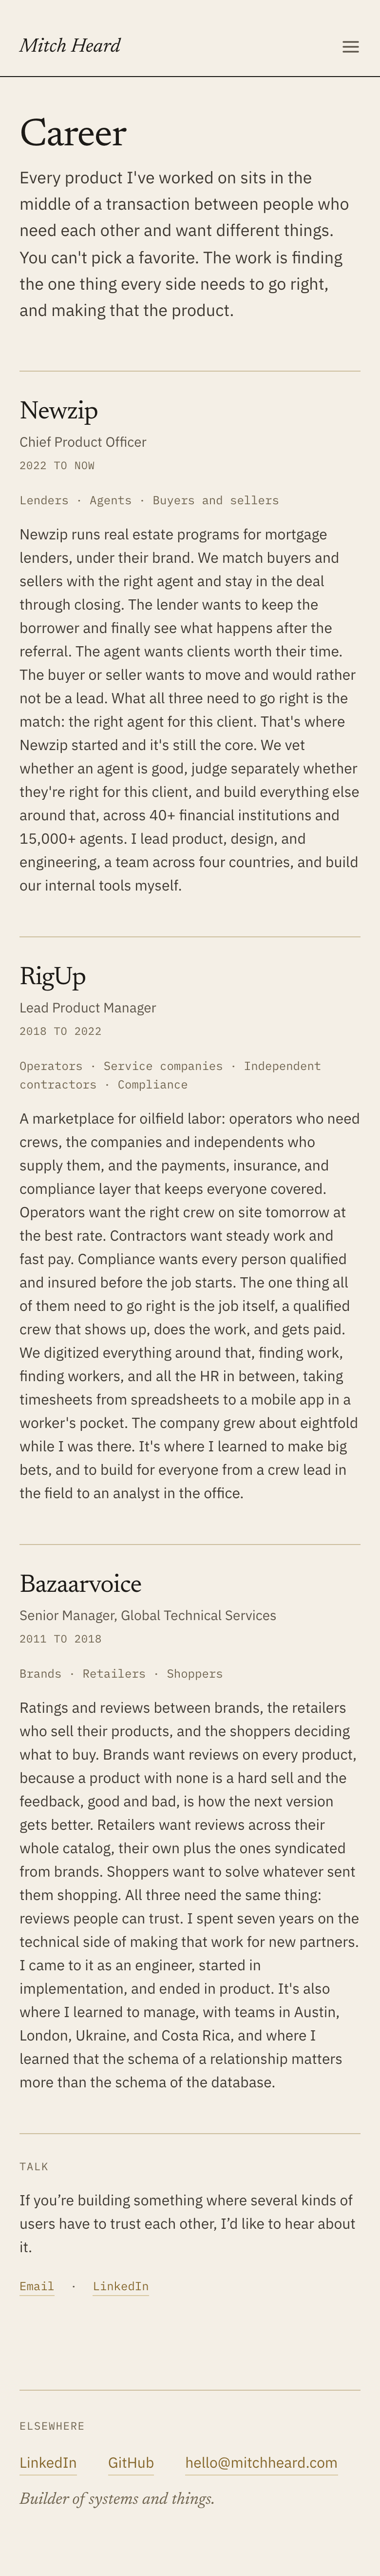 Mitch Heard
Career
Every product I've worked on sits in the
middle of a transaction between people who
need each other and want different things.
You can't pick a favorite. The work is finding
the one thing every side needs to go right,
and making that the product.
Newzip
Chief Product Officer
2022 TO NOW
Lenders · Agents · Buyers and sellers
Newzip runs real estate programs for mortgage
lenders, under their brand. We match buyers and
sellers with the right agent and stay in the deal
through closing. The lender wants to keep the
borrower and finally see what happens after the
referral. The agent wants clients worth their time.
The buyer or seller wants to move and would rather
not be a lead. What all three need to go right is the
match: the right agent for this client. That's where
Newzip started and it's still the core. We vet
whether an agent is good, judge separately whether
they're right for this client, and build everything else
around that, across 40+ financial institutions and
15,000+ agents. I lead product, design, and
engineering, a team across four countries, and build
our internal tools myself.
RigUp
Lead Product Manager
2018 TO 2022
Operators · Service companies · Independent
contractors · Compliance
A marketplace for oilfield labor: operators who need
crews, the companies and independents who
supply them, and the payments, insurance, and
compliance layer that keeps everyone covered.
Operators want the right crew on site tomorrow at
the best rate. Contractors want steady work and
fast pay. Compliance wants every person qualified
and insured before the job starts. The one thing all
of them need to go right is the job itself, a qualified
crew that shows up, does the work, and gets paid.
We digitized everything around that, finding work,
finding workers, and all the HR in between, taking
timesheets from spreadsheets to a mobile app in a
worker's pocket. The company grew about eightfold
while I was there. It's where I learned to make big
bets, and to build for everyone from a crew lead in
the field to an analyst in the office.
Bazaarvoice
Senior Manager, Global Technical Services
2011 TO 2018
Brands · Retailers · Shoppers
Ratings and reviews between brands, the retailers
who sell their products, and the shoppers deciding
what to buy. Brands want reviews on every product,
because a product with none is a hard sell and the
feedback, good and bad, is how the next version
gets better. Retailers want reviews across their
whole catalog, their own plus the ones syndicated
from brands. Shoppers want to solve whatever sent
them shopping. All three need the same thing:
reviews people can trust. I spent seven years on the
technical side of making that work for new partners.
I came to it as an engineer, started in
implementation, and ended in product. It's also
where I learned to manage, with teams in Austin,
London, Ukraine, and Costa Rica, and where I
learned that the schema of a relationship matters
more than the schema of the database.
TALK
If you’re building something where several kinds of
users have to trust each other, I’d like to hear about
it.
Email · LinkedIn
ELSEWHERE
LinkedIn GitHub hello@mitchheard.com
Builder of systems and things.